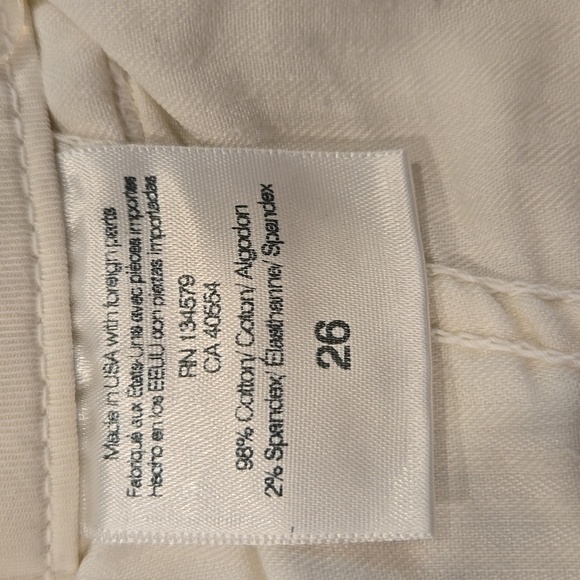 Made in USA with foreign parts
Fabriqué aux États-Unis avec pièces importées
Hecho en los EEUU con piezas importadas
RN 134579
CA 40554
98% Cotton/ Coton/ Algodon
2% Spandex/ Élasthanne/ Spandex
26